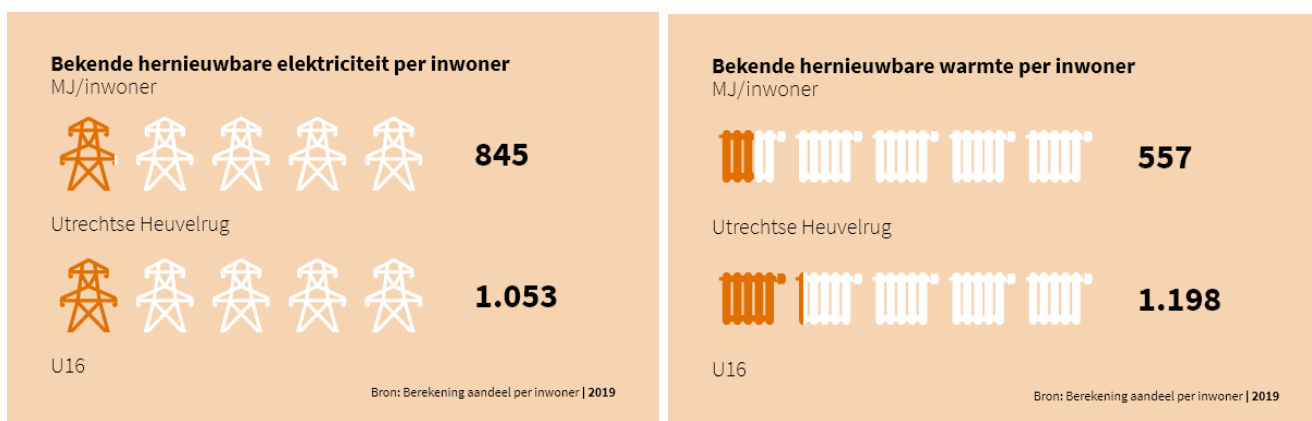 Bekende hernieuwbare elektriciteit per inwoner
MJ/inwoner
845
Utrechtse Heuvelrug
1.053
U16
Bron: Berekening aandeel per inwoner | 2019
Bekende hernieuwbare warmte per inwoner
MJ/inwoner
557
Utrechtse Heuvelrug
1.198
U16
Bron: Berekening aandeel per inwoner | 2019